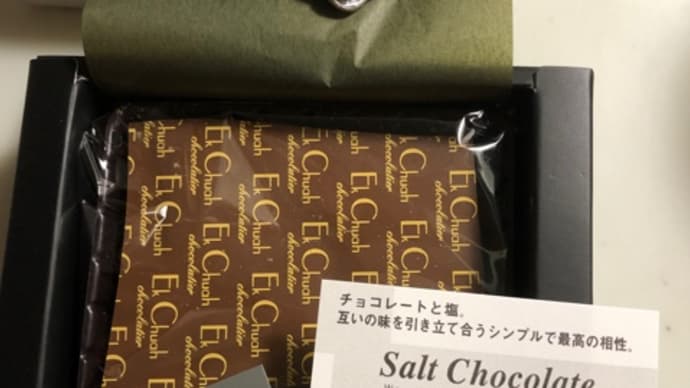 Ek Chuah
chocolatier
チョコレートと塩。
互いの味を引き立て合うシンプルで最高の相性。
Salt Chocolate